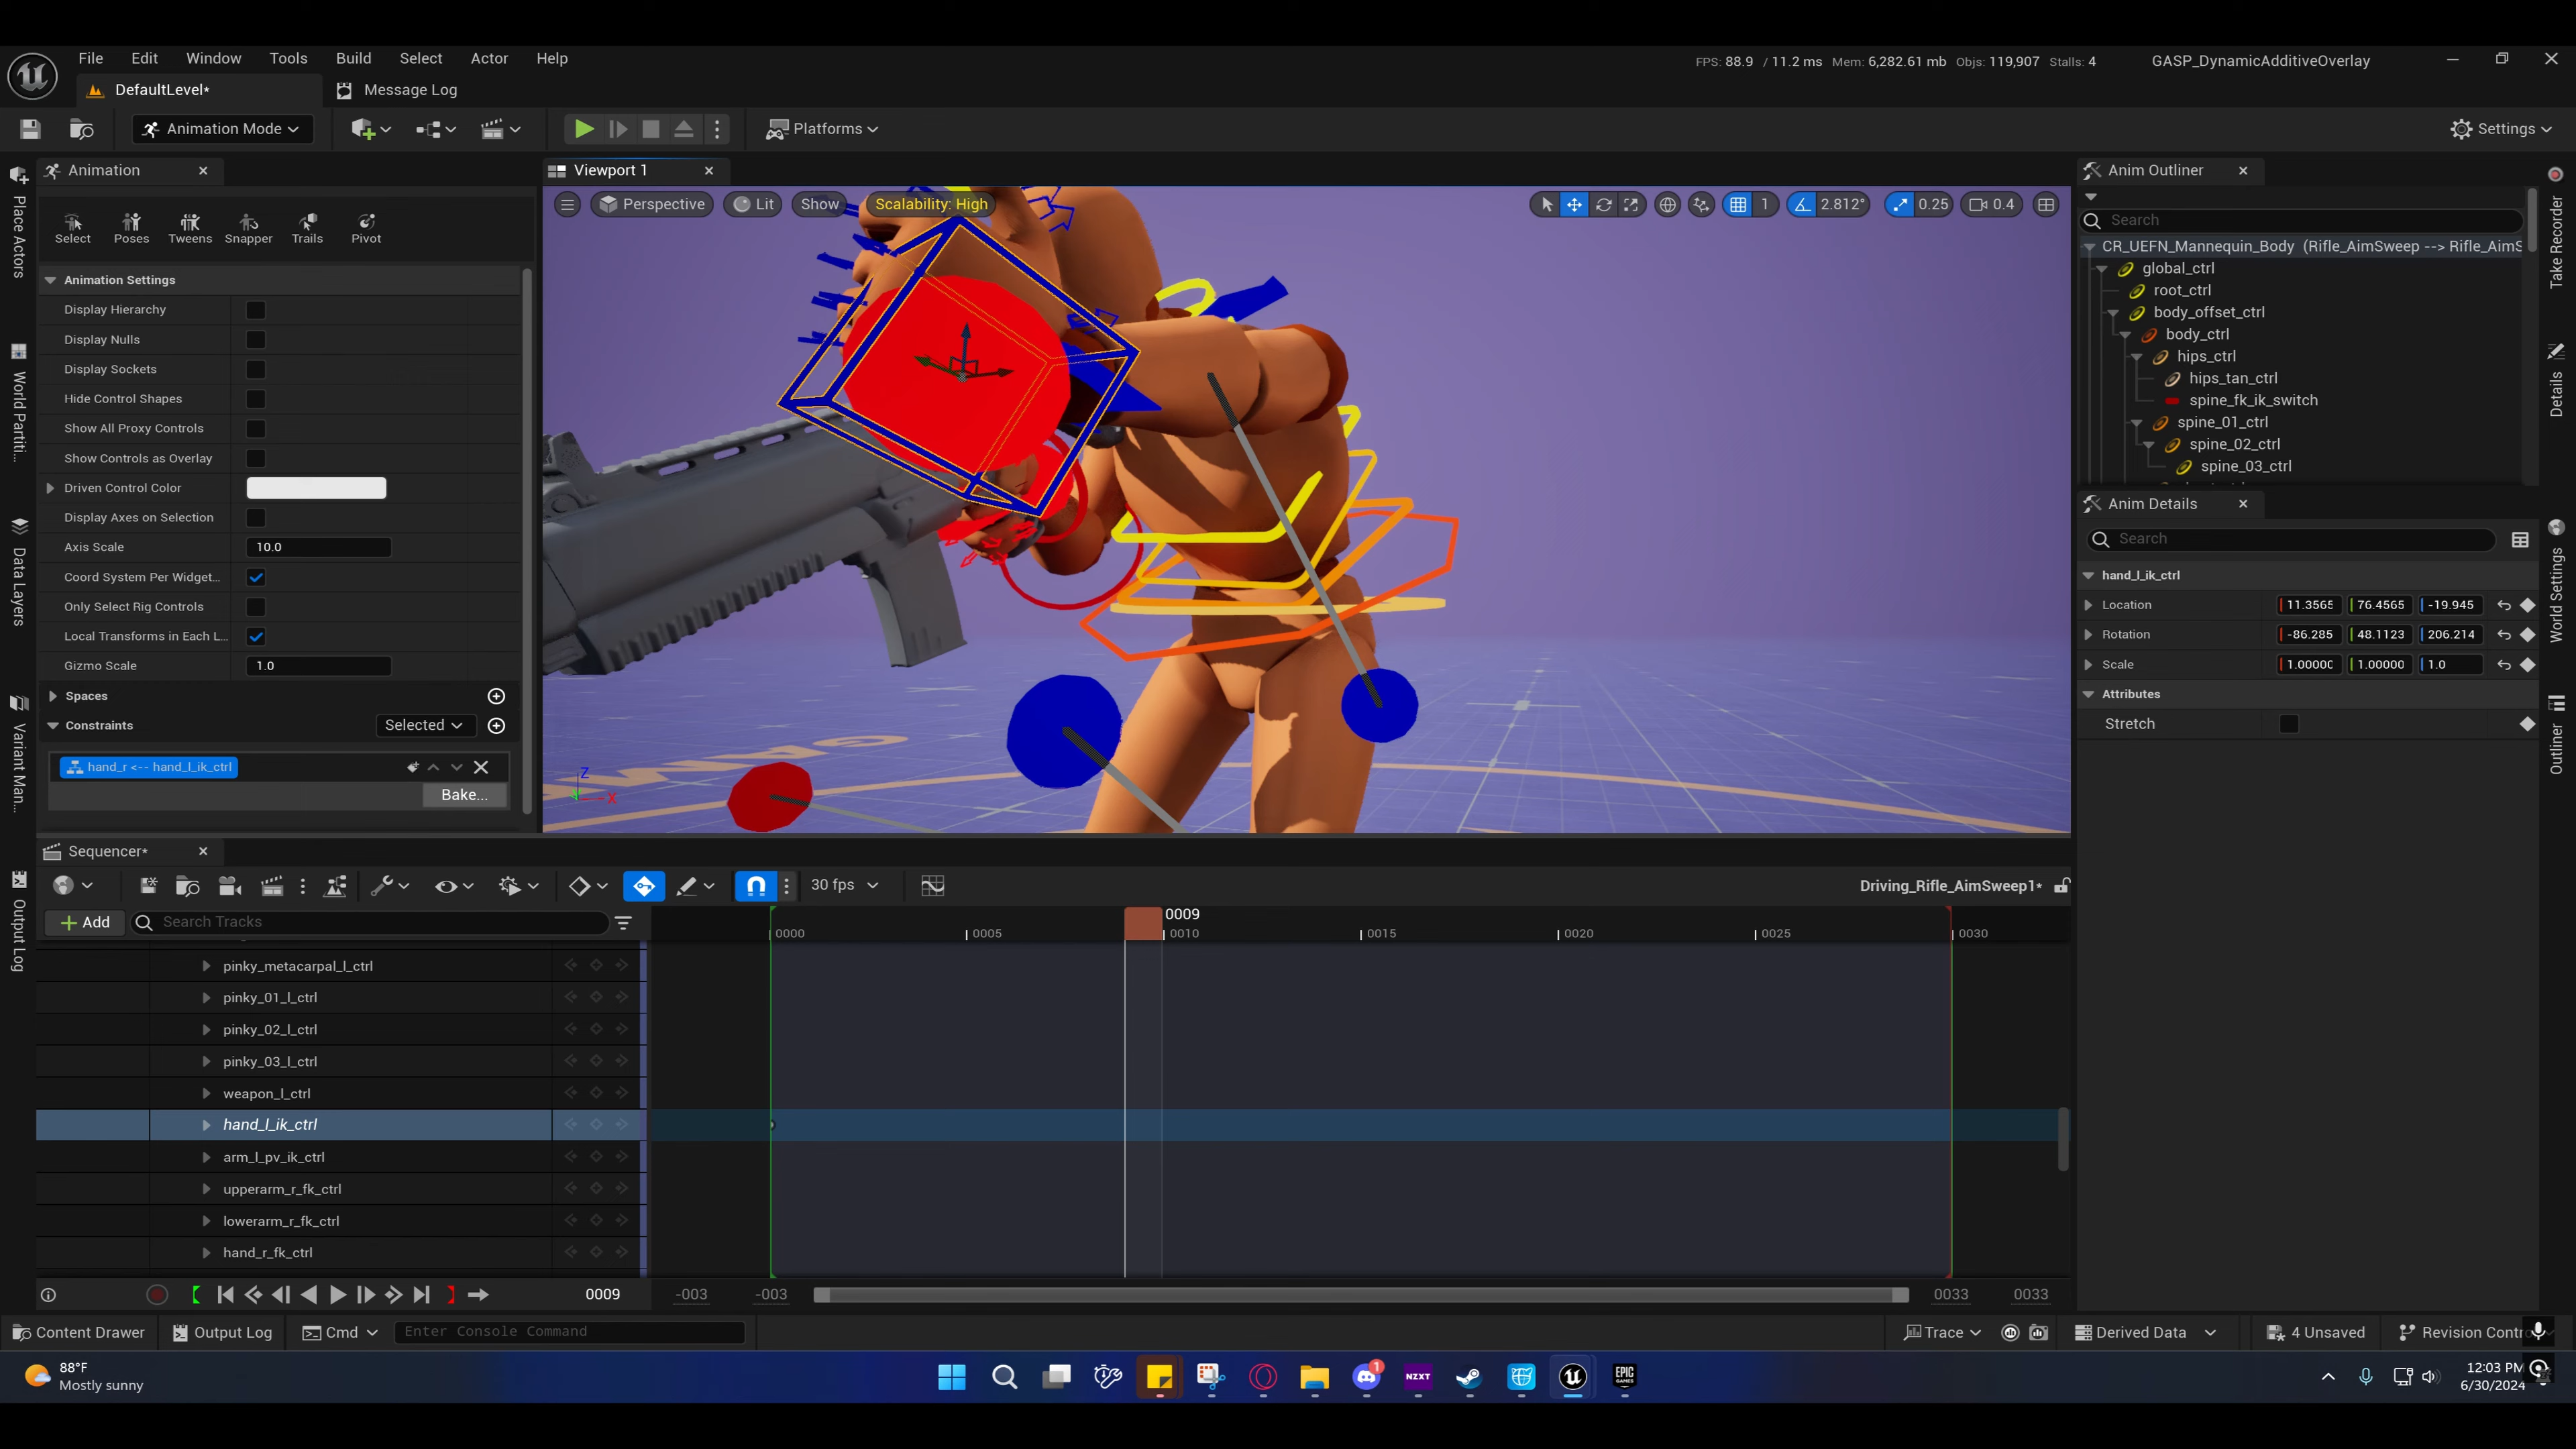 File Edit Window Tools Build Select Actor Help
FPS: 88.9 / 11.2 ms Mem: 6,282.61 mb Objs: 119,907 Stalls: 4
GASP_DynamicAdditiveOverlay
DefaultLevel*
Message Log
Animation Mode
Platforms
Settings
Place Actors
World Partiti...
Data Layers
Variant Man...
Output Log
Animation
Select Poses Tweens Snapper Trails Pivot
Animation Settings
Display Hierarchy
Display Nulls
Display Sockets
Hide Control Shapes
Show All Proxy Controls
Show Controls as Overlay
Driven Control Color
Display Axes on Selection
Axis Scale 10.0
Coord System Per Widget...
Only Select Rig Controls
Local Transforms in Each L...
Gizmo Scale 1.0
Spaces
Constraints Selected
hand_r <-- hand_l_ik_ctrl
Bake...
Viewport 1
Perspective Lit Show Scalability: High
1 2.812° 0.25 0.4
Z
X
Anim Outliner
Search
CR_UEFN_Mannequin_Body (Rifle_AimSweep --> Rifle_AimS
global_ctrl
root_ctrl
body_offset_ctrl
body_ctrl
hips_ctrl
hips_tan_ctrl
spine_fk_ik_switch
spine_01_ctrl
spine_02_ctrl
spine_03_ctrl
Anim Details
Search
hand_l_ik_ctrl
Location 11.3565 76.4565 -19.945
Rotation -86.285 48.1123 206.214
Scale 1.0000C 1.00000 1.0
Attributes
Stretch
Take Recorder
Details
World Settings
Outliner
Sequencer*
30 fps
Driving_Rifle_AimSweep1*
Add
Search Tracks
0009
0000 0005 0010 0015 0020 0025 0030
pinky_metacarpal_l_ctrl
pinky_01_l_ctrl
pinky_02_l_ctrl
pinky_03_l_ctrl
weapon_l_ctrl
hand_l_ik_ctrl
arm_l_pv_ik_ctrl
upperarm_r_fk_ctrl
lowerarm_r_fk_ctrl
hand_r_fk_ctrl
0009 -003 -003 0033 0033
Content Drawer Output Log Cmd Enter Console Command
Trace Derived Data 4 Unsaved Revision Contro
88°F
Mostly sunny
1
NZXT
EPIC
GAMES
12:03 PM
6/30/2024